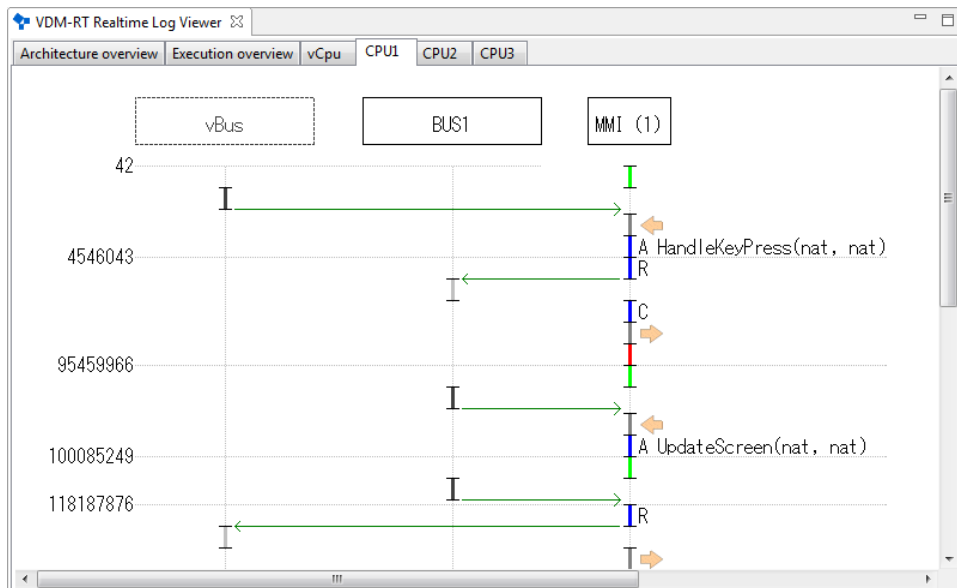 VDM-RT Realtime Log Viewer
Architecture overview Execution overview vCpu CPU1 CPU2 CPU3
vBus BUS1 MMI (1)
42
A HandleKeyPress(nat, nat)
4546043
R
C
95459966
A UpdateScreen(nat, nat)
100085249
118187876
R